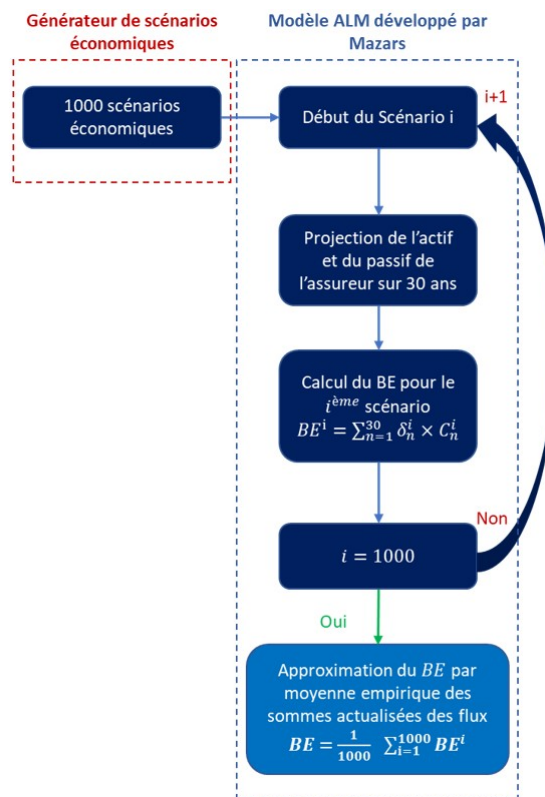 Générateur de scénarios
économiques
Modèle ALM développé par
Mazars
1000 scénarios
économiques
Début du Scénario i
i+1
Projection de l'actif
et du passif de
l'assureur sur 30 ans
Calcul du BE pour le
i^{ème} scénario
BE^i = ∑_{n=1}^{30} δ_n^i × C_n^i
Non
i = 1000
Oui
Approximation du BE par
moyenne empirique des
sommes actualisées des flux
BE = \frac{1}{1000} ∑_{i=1}^{1000} BE^i